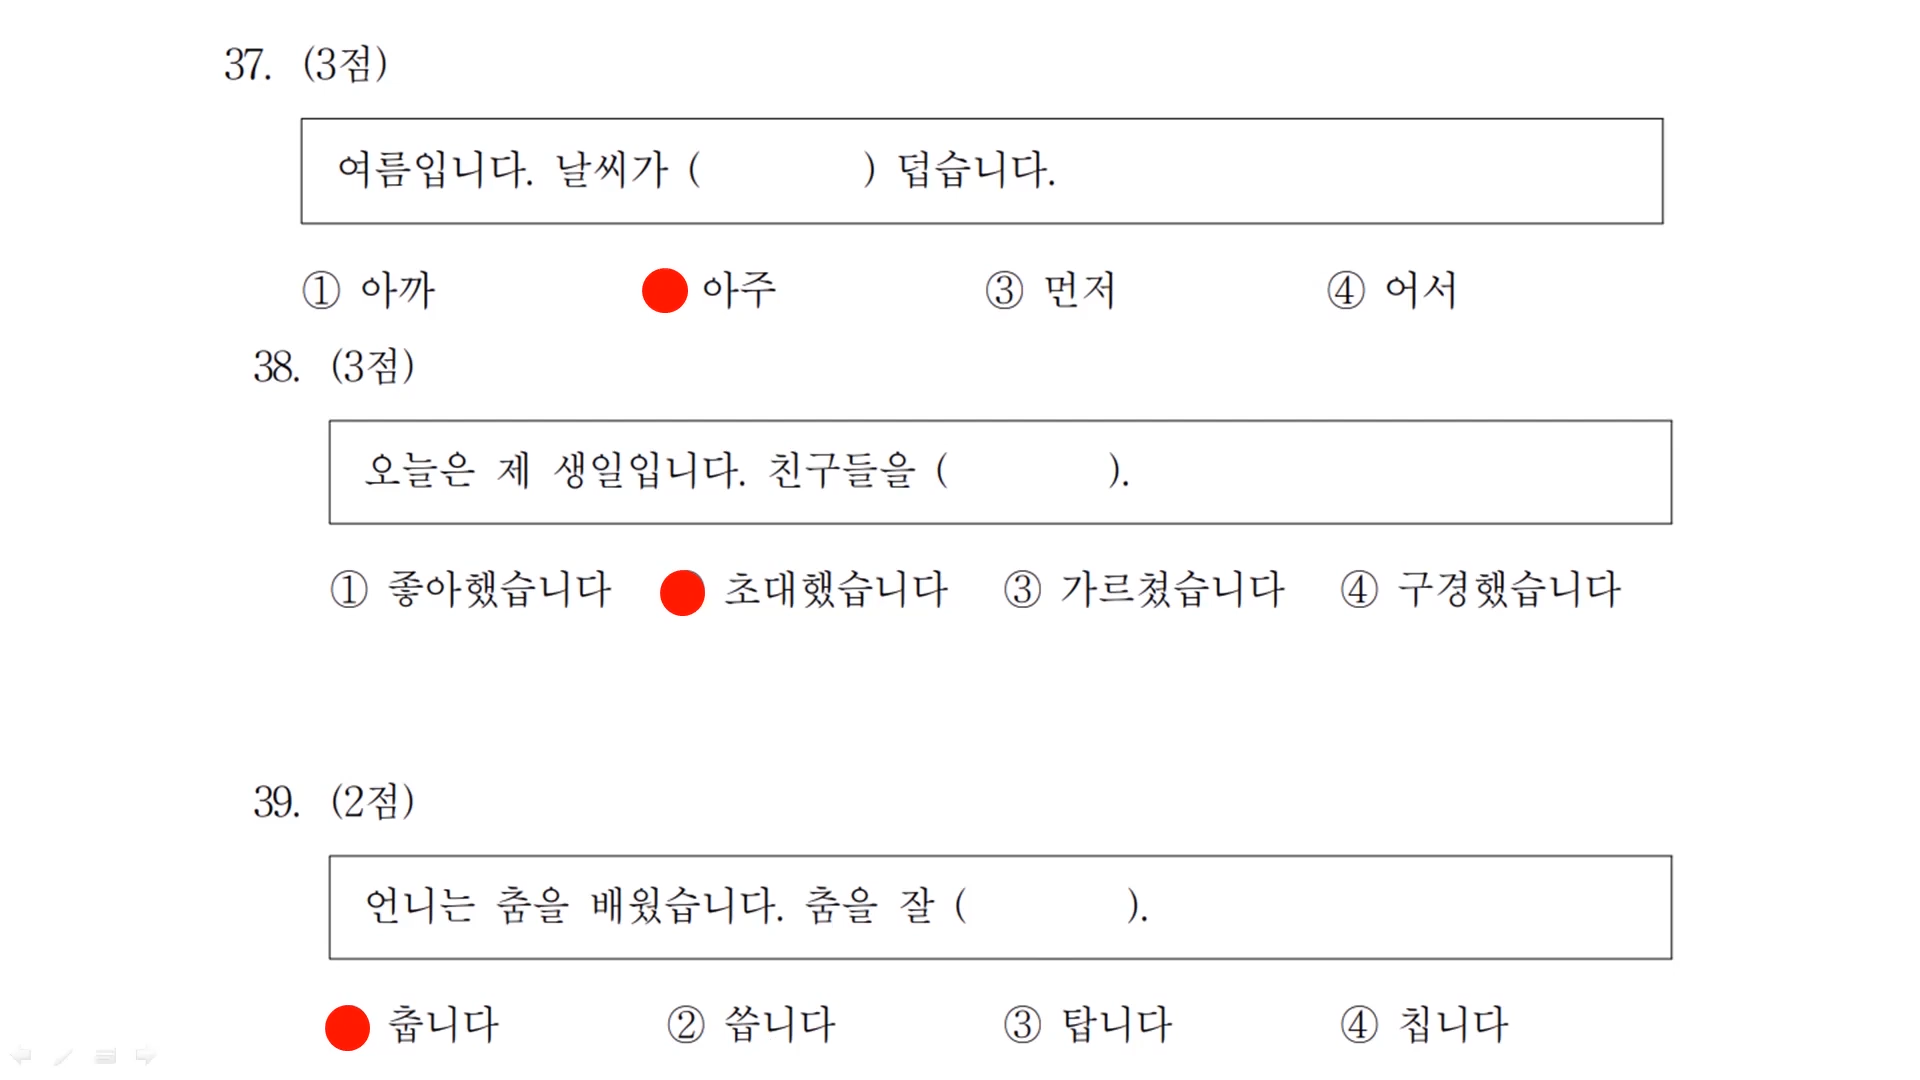 37. (3점)
여름입니다. 날씨가 (          ) 덥습니다.
① 아까 아주 ③ 먼저 ④ 어서
38. (3점)
오늘은 제 생일입니다. 친구들을 (          ).
① 좋아했습니다 초대했습니다 ③ 가르쳤습니다 ④ 구경했습니다
39. (2점)
언니는 춤을 배웠습니다. 춤을 잘 (          ).
춥니다 ② 씁니다 ③ 탑니다 ④ 칩니다